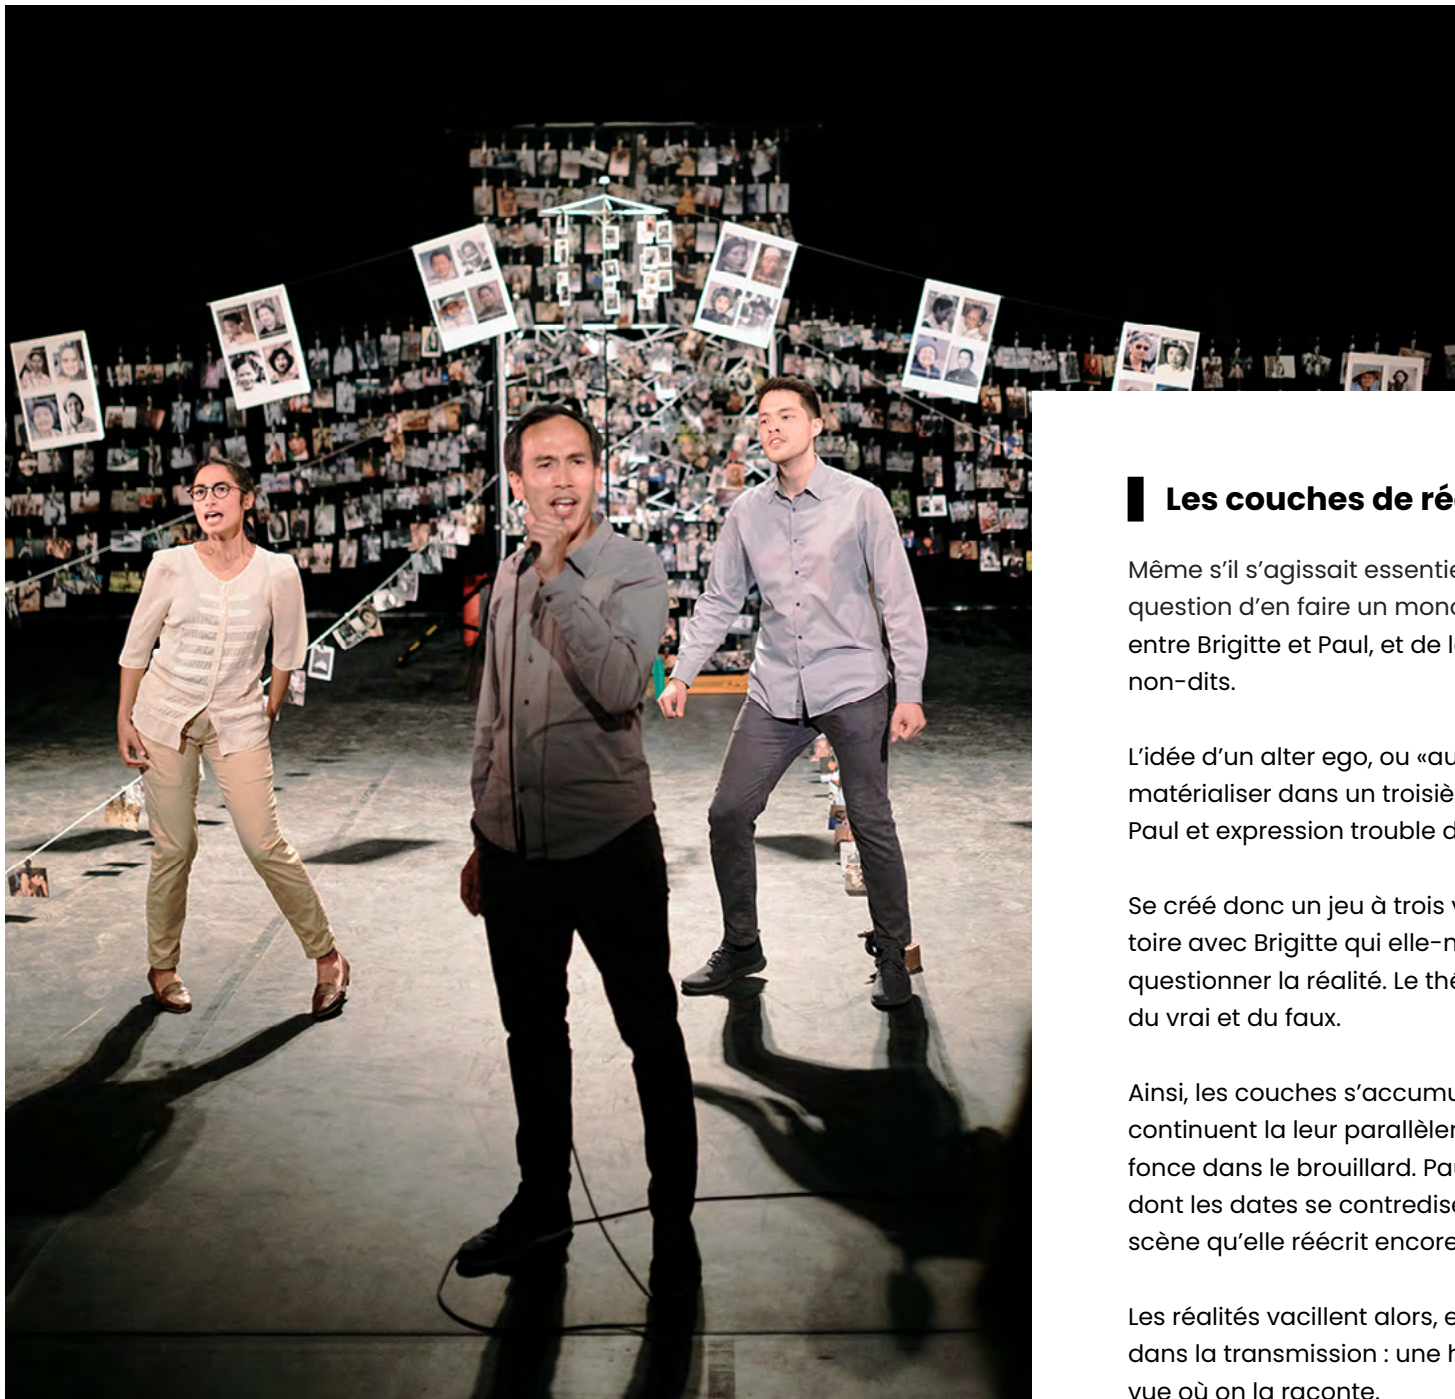 Les couches de ré
Même s’il s’agissait essentie
question d’en faire un mono
entre Brigitte et Paul, et de l
non-dits.
L’idée d’un alter ego, ou «au
matérialiser dans un troisiè
Paul et expression trouble d
Se créé donc un jeu à trois v
toire avec Brigitte qui elle-m
questionner la réalité. Le thé
du vrai et du faux.
Ainsi, les couches s’accumu
continuent la leur parallèlem
fonce dans le brouillard. Pau
dont les dates se contredise
scène qu’elle réécrit encore
Les réalités vacillent alors, e
dans la transmission : une h
vue où on la raconte.